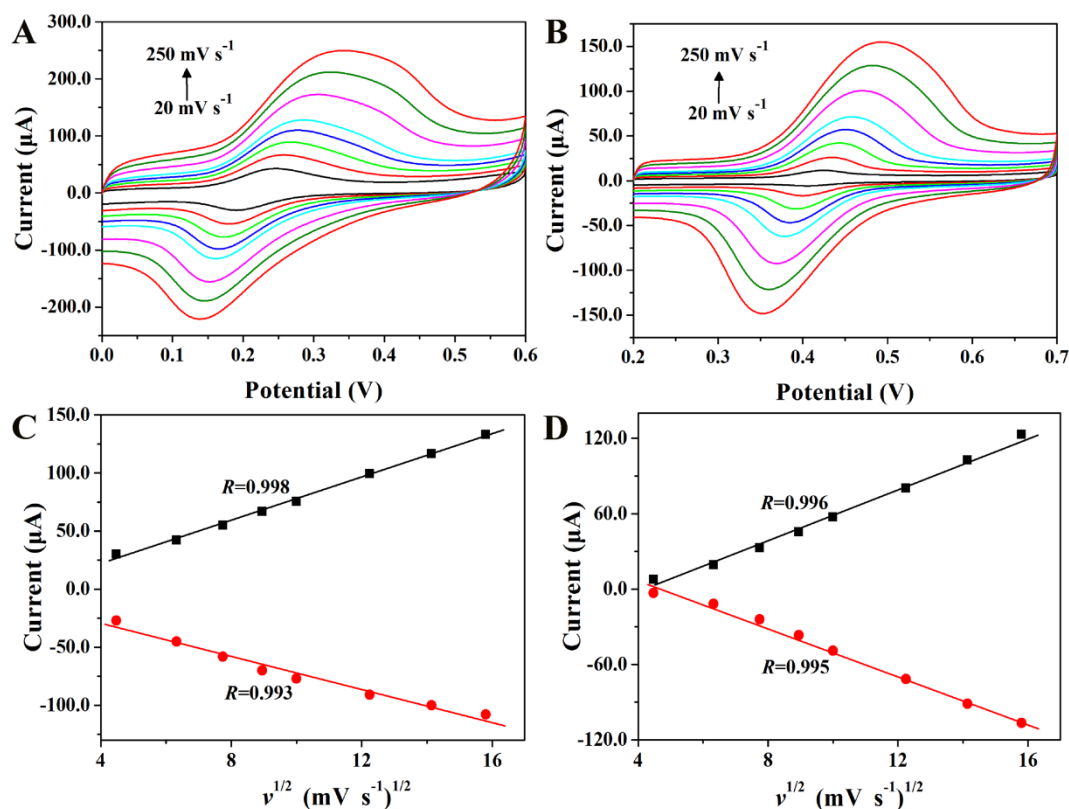 A
300.0
200.0
100.0
0.0
-100.0
-200.0
Current (μA)
250 mV s⁻¹
20 mV s⁻¹
0.0 0.1 0.2 0.3 0.4 0.5 0.6
Potential (V)
B
150.0
100.0
50.0
0.0
-50.0
-100.0
-150.0
Current (μA)
250 mV s⁻¹
20 mV s⁻¹
0.2 0.3 0.4 0.5 0.6 0.7
Potential (V)
C
150.0
100.0
50.0
0.0
-50.0
-100.0
Current (μA)
R=0.998
R=0.993
4 8 12 16
v¹/² (mV s⁻¹)¹/²
D
120.0
60.0
0.0
-60.0
-120.0
Current (μA)
R=0.996
R=0.995
4 8 12 16
v¹/² (mV s⁻¹)¹/²